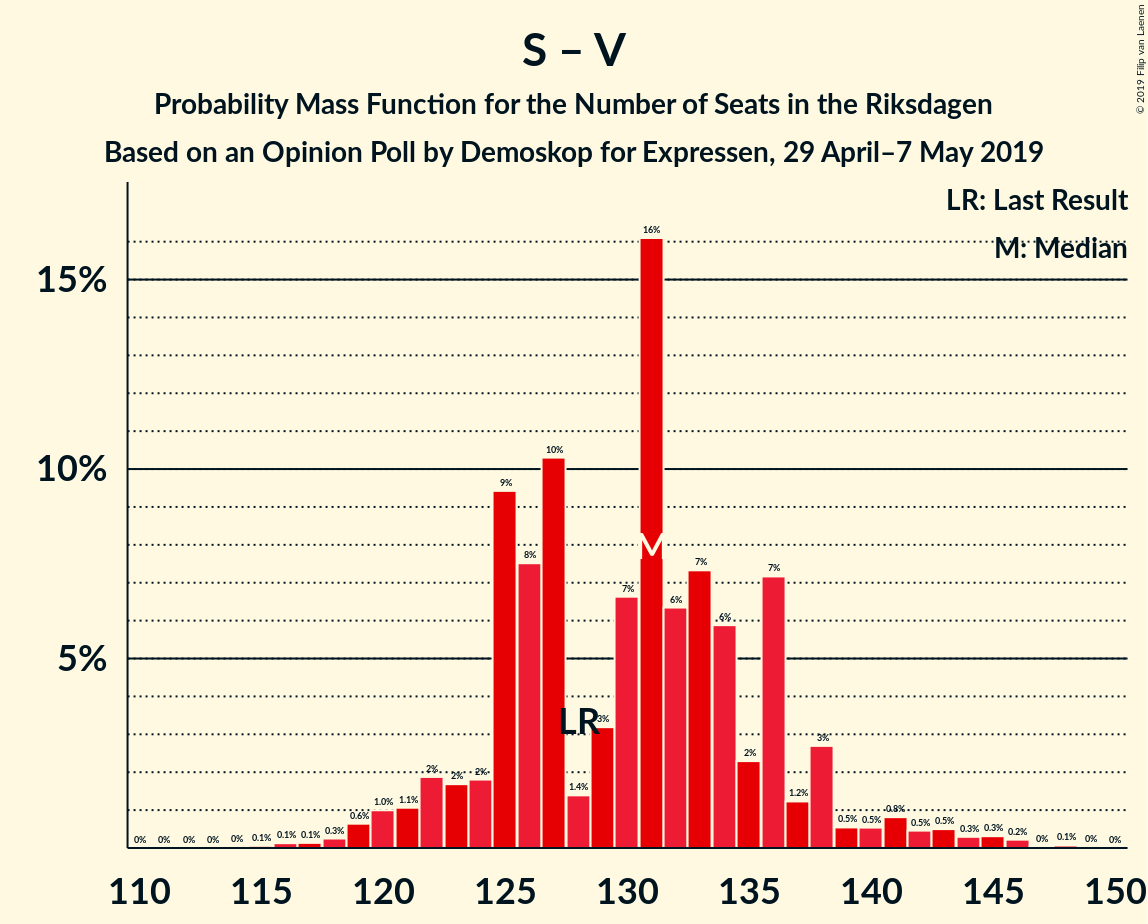 S – V
Probability Mass Function for the Number of Seats in the Riksdagen
Based on an Opinion Poll by Demoskop for Expressen, 29 April–7 May 2019
© 2019 Filip van Laenen
LR: Last Result
M: Median
15%
10%
5%
0% 0% 0% 0% 0% 0.1% 0.1% 0.1% 0.3% 0.6% 1.0% 1.1% 2% 2% 2% 9% 8% 10% 1.4% 3% 7% 16% 6% 7% 6% 2% 7% 1.2% 3% 0.5% 0.5% 0.8% 0.5% 0.5% 0.3% 0.3% 0.2% 0% 0.1% 0% 0%
LR
M
110 115 120 125 130 135 140 145 150